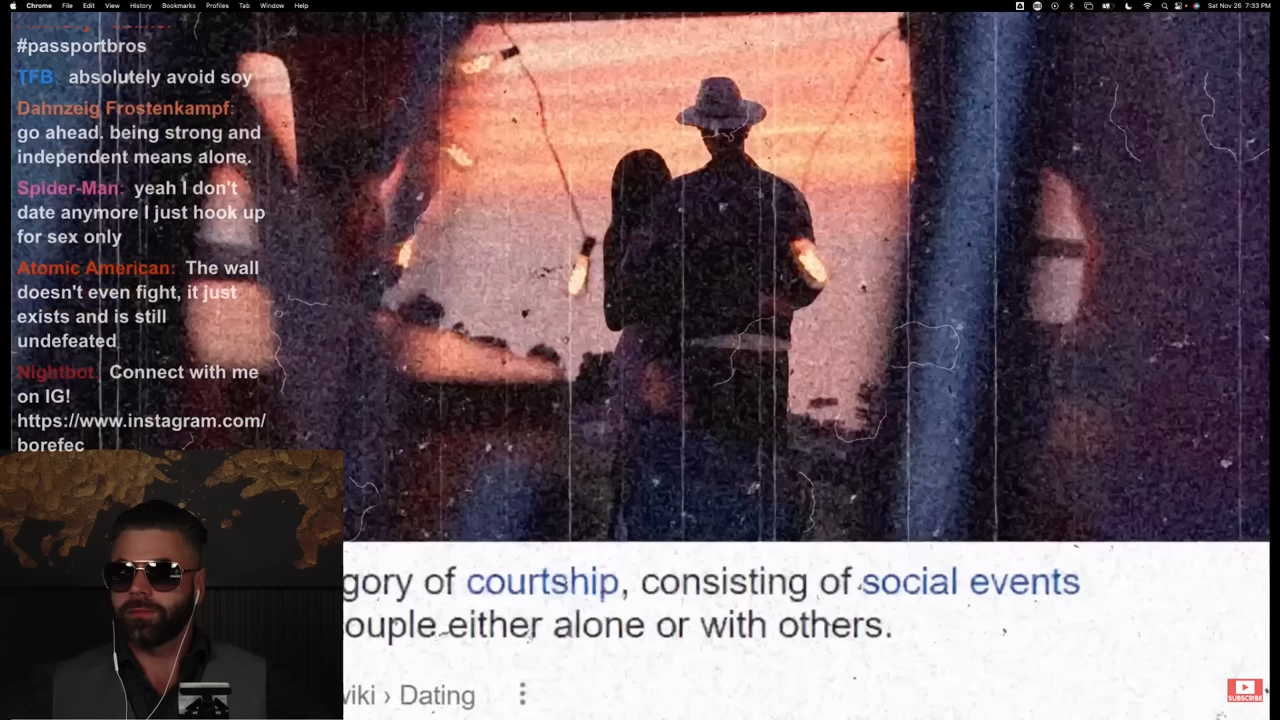 Chrome File Edit View History Bookmarks Profiles Tab Window Help
Sat Nov 26 7:33 PM
#passportbros
TFB: absolutely avoid soy
Dahnzeig Frostenkampf:
go ahead. being strong and
independent means alone.
Spider-Man: yeah I don't
date anymore I just hook up
for sex only
Atomic American: The wall
doesn't even fight, it just
exists and is still
undefeated
Nightbot: Connect with me
on IG!
https://www.instagram.com/
borefec
gory of courtship, consisting of social events
ouple either alone or with others.
wiki › Dating
SUBSCRIBE